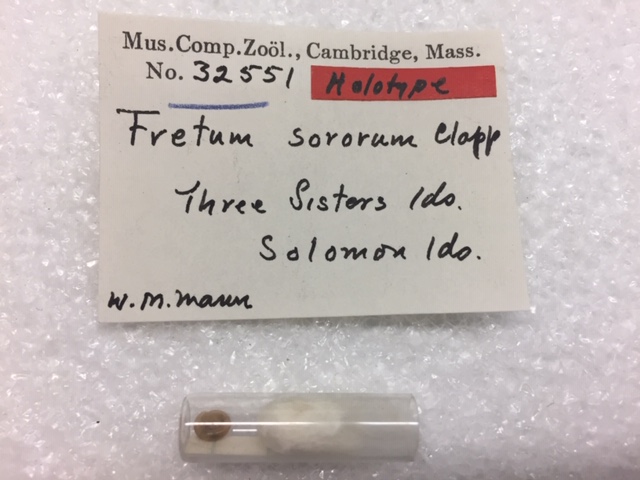 Mus.Comp.Zoöl., Cambridge, Mass.
No. 32551 Holotype
Fretum sororum Clapp
Three Sisters Ids.
Solomon Ids.
W.M.Mann